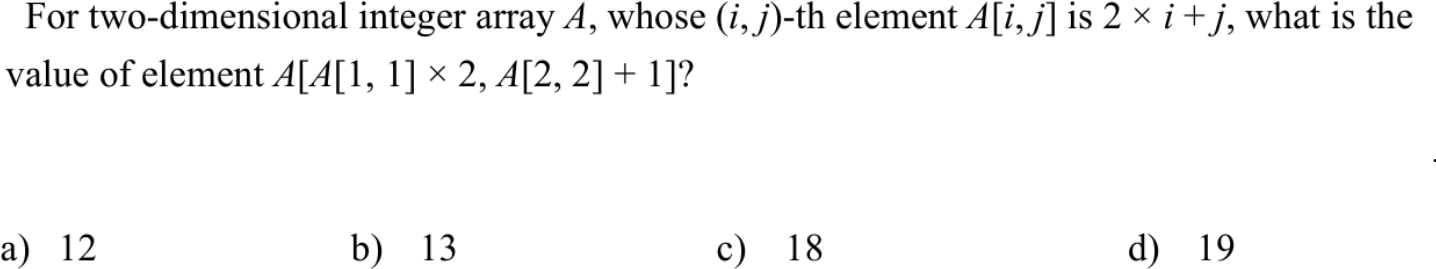 For two-dimensional integer array A, whose (i, j)-th element A[i, j] is 2 × i + j, what is the
value of element A[A[1, 1] × 2, A[2, 2] + 1]?
a) 12 b) 13 c) 18 d) 19